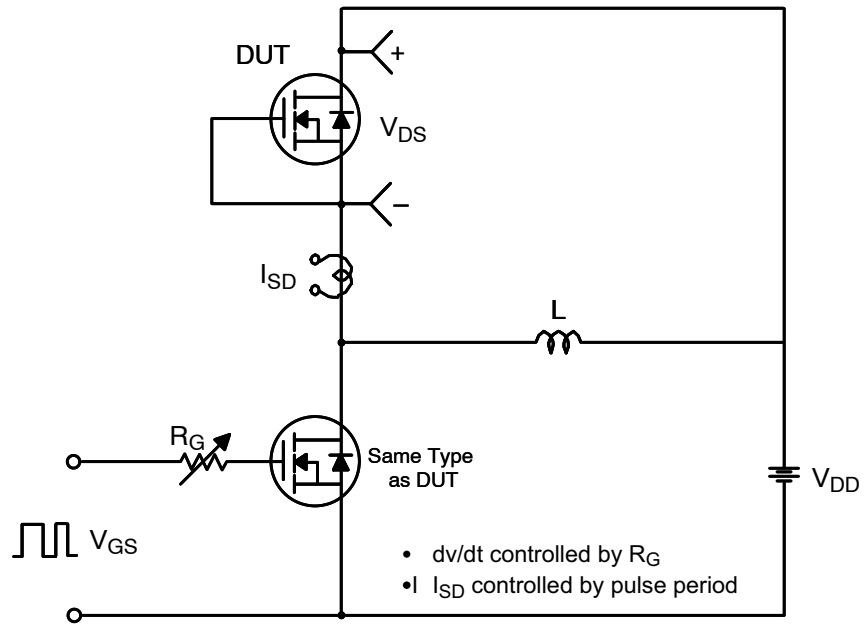 DUT
+
VDS
−
ISD
L
RG
Same Type
as DUT
VDD
VGS
• dv/dt controlled by RG
•l ISD controlled by pulse period